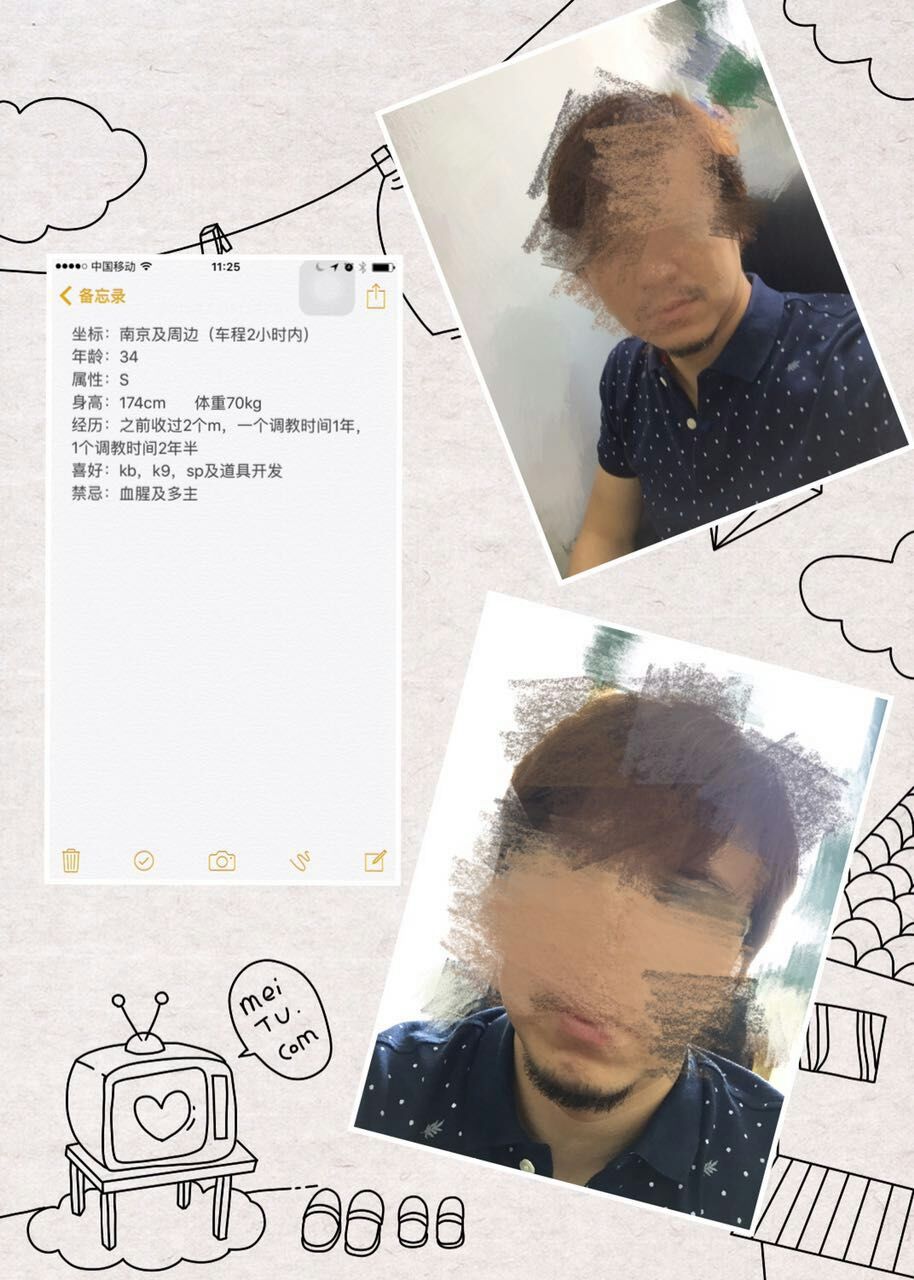 中国移动
11:25
备忘录
坐标：南京及周边（车程2小时内）
年龄：34
属性：S
身高：174cm 体重70kg
经历：之前收过2个m，一个调教时间1年，
1个调教时间2年半
喜好：kb，k9，sp及道具开发
禁忌：血腥及多主
mei
TU.
com